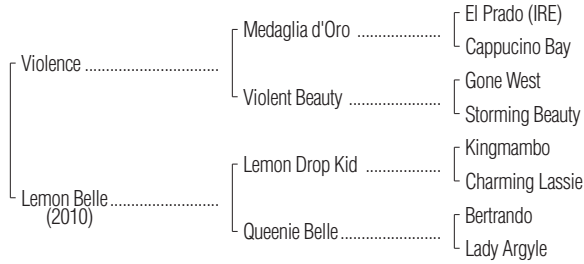 El Prado (IRE)
Medaglia d'Oro ....................
Cappucino Bay
Violence ................................
Gone West
Violent Beauty ......................
Storming Beauty
Kingmambo
Lemon Drop Kid ..................
Charming Lassie
Lemon Belle ..........................
(2010)
Bertrando
Queenie Belle ........................
Lady Argyle